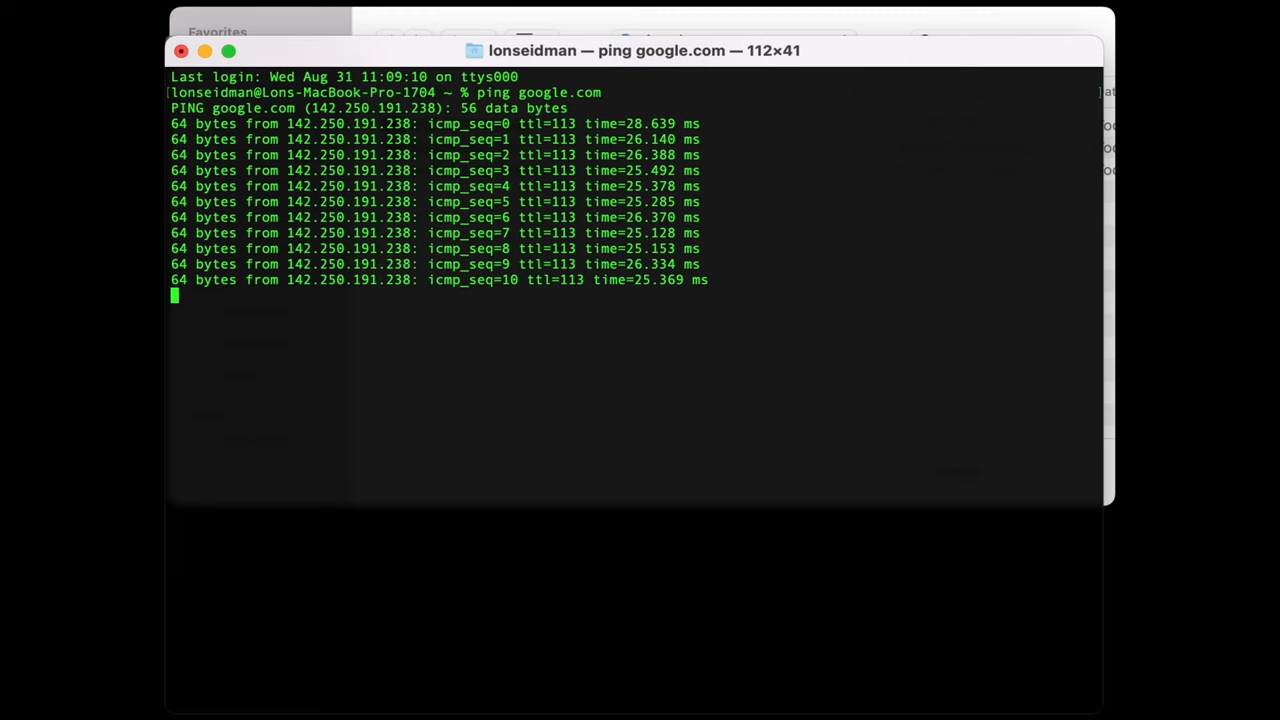 Favorites
lonseidman — ping google.com — 112×41
Last login: Wed Aug 31 11:09:10 on ttys000
[lonseidman@Lons-MacBook-Pro-1704 ~ % ping google.com ]
PING google.com (142.250.191.238): 56 data bytes
64 bytes from 142.250.191.238: icmp_seq=0 ttl=113 time=28.639 ms
64 bytes from 142.250.191.238: icmp_seq=1 ttl=113 time=26.140 ms
64 bytes from 142.250.191.238: icmp_seq=2 ttl=113 time=26.388 ms
64 bytes from 142.250.191.238: icmp_seq=3 ttl=113 time=25.492 ms
64 bytes from 142.250.191.238: icmp_seq=4 ttl=113 time=25.378 ms
64 bytes from 142.250.191.238: icmp_seq=5 ttl=113 time=25.285 ms
64 bytes from 142.250.191.238: icmp_seq=6 ttl=113 time=26.370 ms
64 bytes from 142.250.191.238: icmp_seq=7 ttl=113 time=25.128 ms
64 bytes from 142.250.191.238: icmp_seq=8 ttl=113 time=25.153 ms
64 bytes from 142.250.191.238: icmp_seq=9 ttl=113 time=26.334 ms
64 bytes from 142.250.191.238: icmp_seq=10 ttl=113 time=25.369 ms